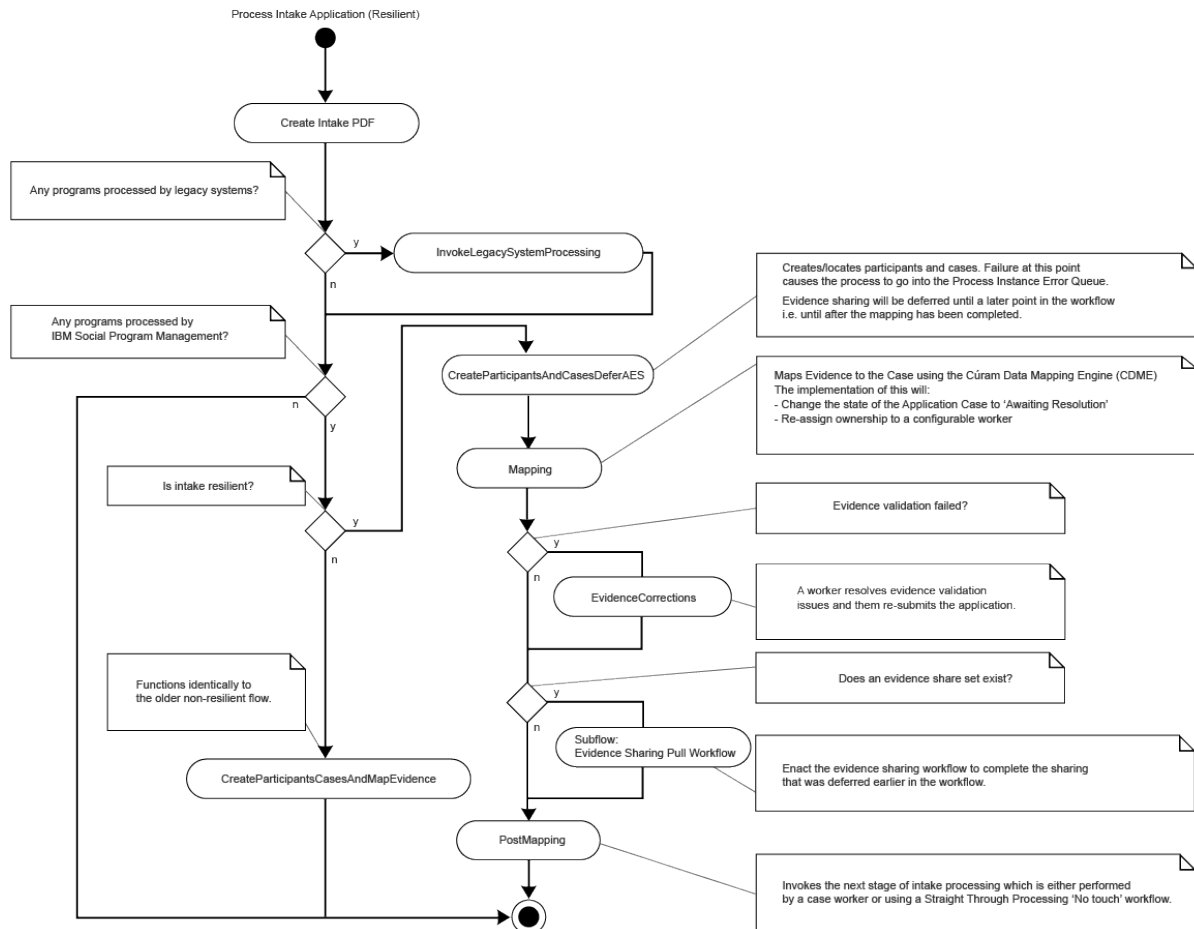 Process Intake Application (Resilient)
Create Intake PDF
Any programs processed by legacy systems?
y
InvokeLegacySystemProcessing
n
Creates/locates participants and cases. Failure at this point
causes the process to go into the Process Instance Error Queue.
Evidence sharing will be deferred until a later point in the workflow
i.e. until after the mapping has been completed.
Any programs processed by
IBM Social Program Management?
CreateParticipantsAndCasesDeferAES
n
y
Maps Evidence to the Case using the Cúram Data Mapping Engine (CDME)
The implementation of this will:
- Change the state of the Application Case to ‘Awaiting Resolution’
- Re-assign ownership to a configurable worker
Mapping
Is intake resilient?
y
n
Evidence validation failed?
y
n
EvidenceCorrections
A worker resolves evidence validation
issues and them re-submits the application.
Does an evidence share set exist?
y
n
Functions identically to
the older non-resilient flow.
Subflow:
Evidence Sharing Pull Workflow
Enact the evidence sharing workflow to complete the sharing
that was deferred earlier in the workflow.
CreateParticipantsCasesAndMapEvidence
PostMapping
Invokes the next stage of intake processing which is either performed
by a case worker or using a Straight Through Processing ‘No touch’ workflow.